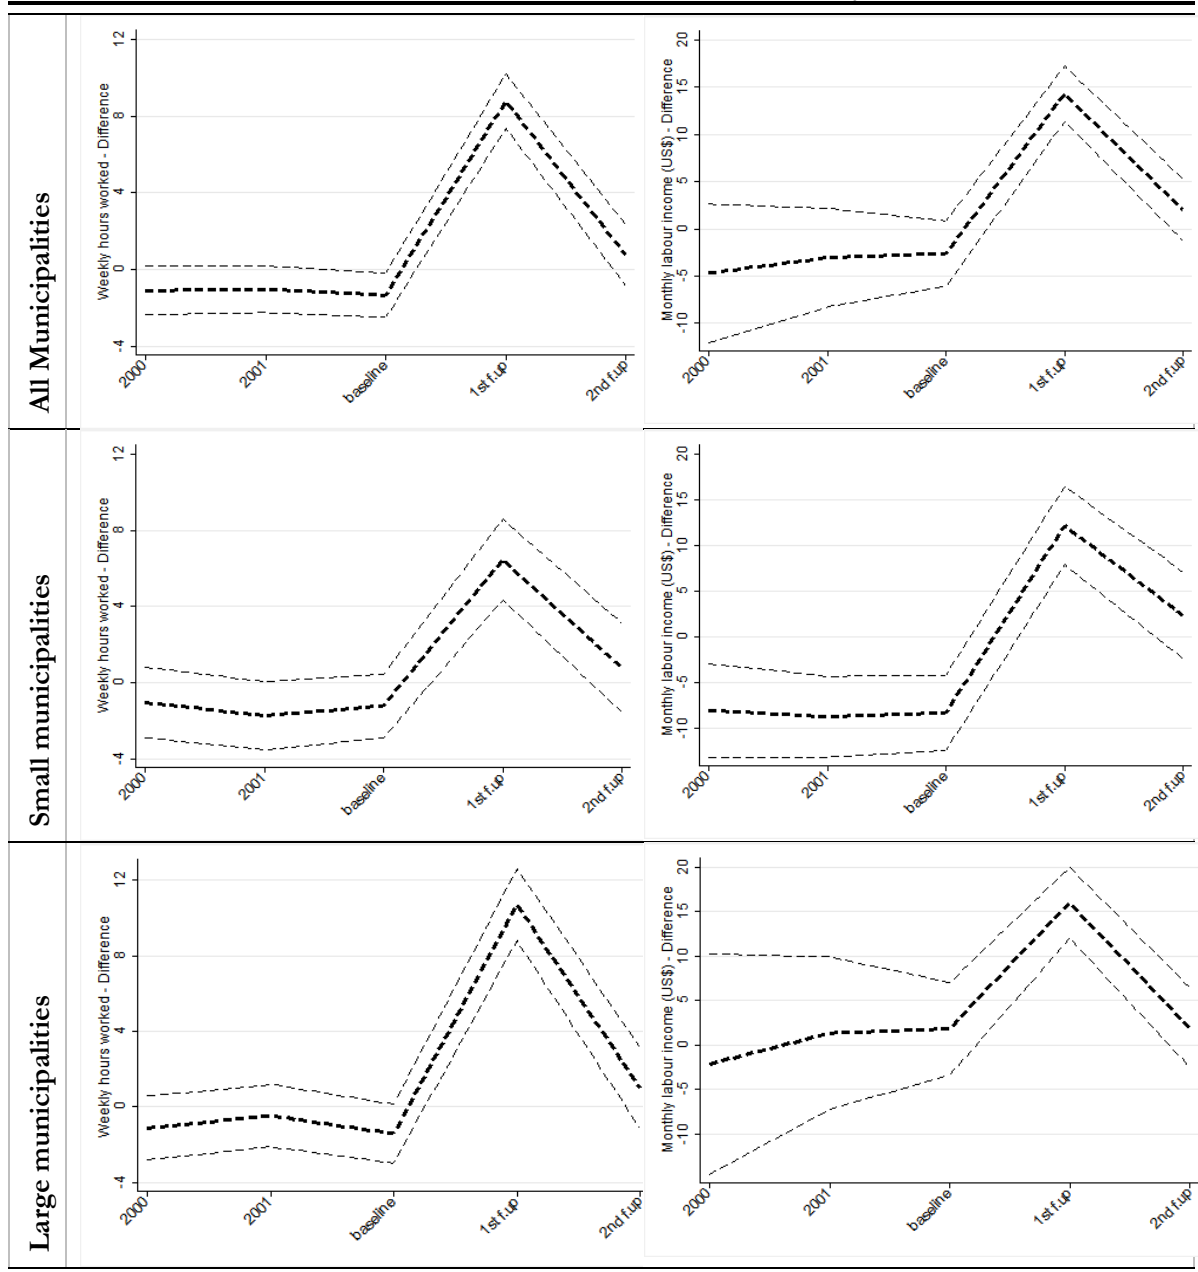 All Municipalities
Weekly hours worked - Difference
12
8
4
0
-4
2000
2001
baseline
1st f.up
2nd f.up
Monthly labour income (US$) - Difference
20
15
10
5
0
-5
-10
2000
2001
baseline
1st f.up
2nd f.up
Small municipalities
Weekly hours worked - Difference
12
8
4
0
-4
2000
2001
baseline
1st f.up
2nd f.up
Monthly labour income (US$) - Difference
20
15
10
5
0
-5
-10
2000
2001
baseline
1st f.up
2nd f.up
Large municipalities
Weekly hours worked - Difference
12
8
4
0
-4
2000
2001
baseline
1st f.up
2nd f.up
Monthly labour income (US$) - Difference
20
15
10
5
0
-5
-10
2000
2001
baseline
1st f.up
2nd f.up